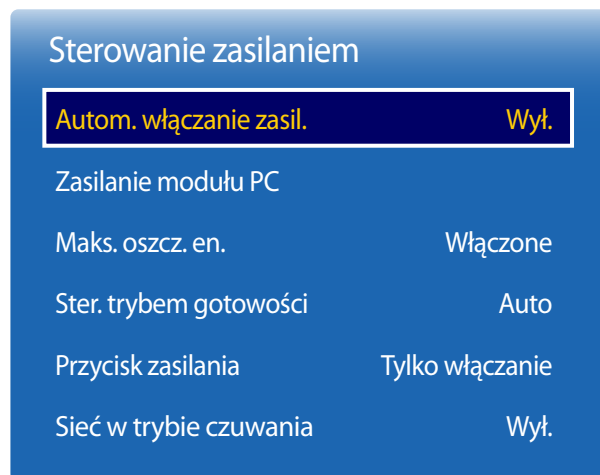 Sterowanie zasilaniem
Autom. włączanie zasil. Wył.
Zasilanie modułu PC
Maks. oszcz. en. Włączone
Ster. trybem gotowości Auto
Przycisk zasilania Tylko włączanie
Sieć w trybie czuwania Wył.